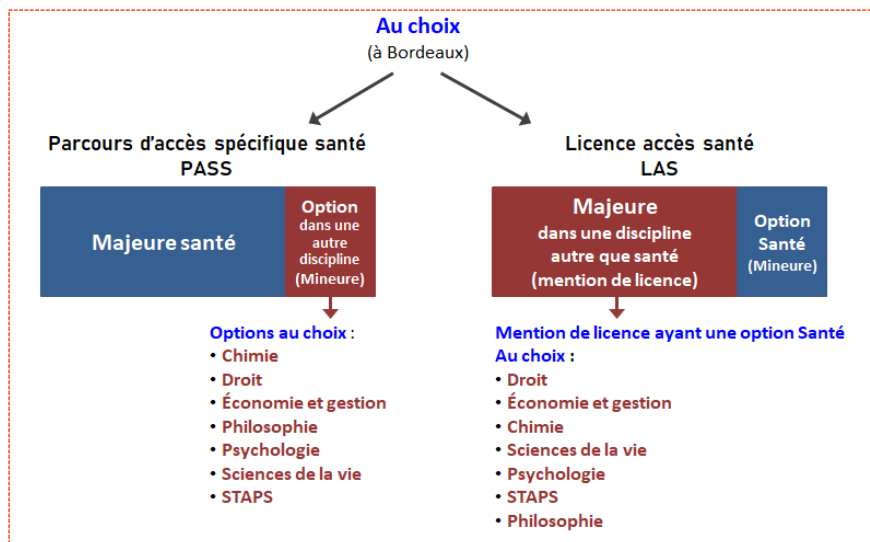 Au choix
(à Bordeaux)
Parcours d'accès spécifique santé
PASS
Majeure santé
Option
dans une
autre
discipline
(Mineure)
Options au choix :
• Chimie
• Droit
• Économie et gestion
• Philosophie
• Psychologie
• Sciences de la vie
• STAPS
Licence accès santé
LAS
Majeure
dans une discipline
autre que santé
(mention de licence)
Option
Santé
(Mineure)
Mention de licence ayant une option Santé
Au choix :
• Droit
• Économie et gestion
• Chimie
• Sciences de la vie
• Psychologie
• STAPS
• Philosophie